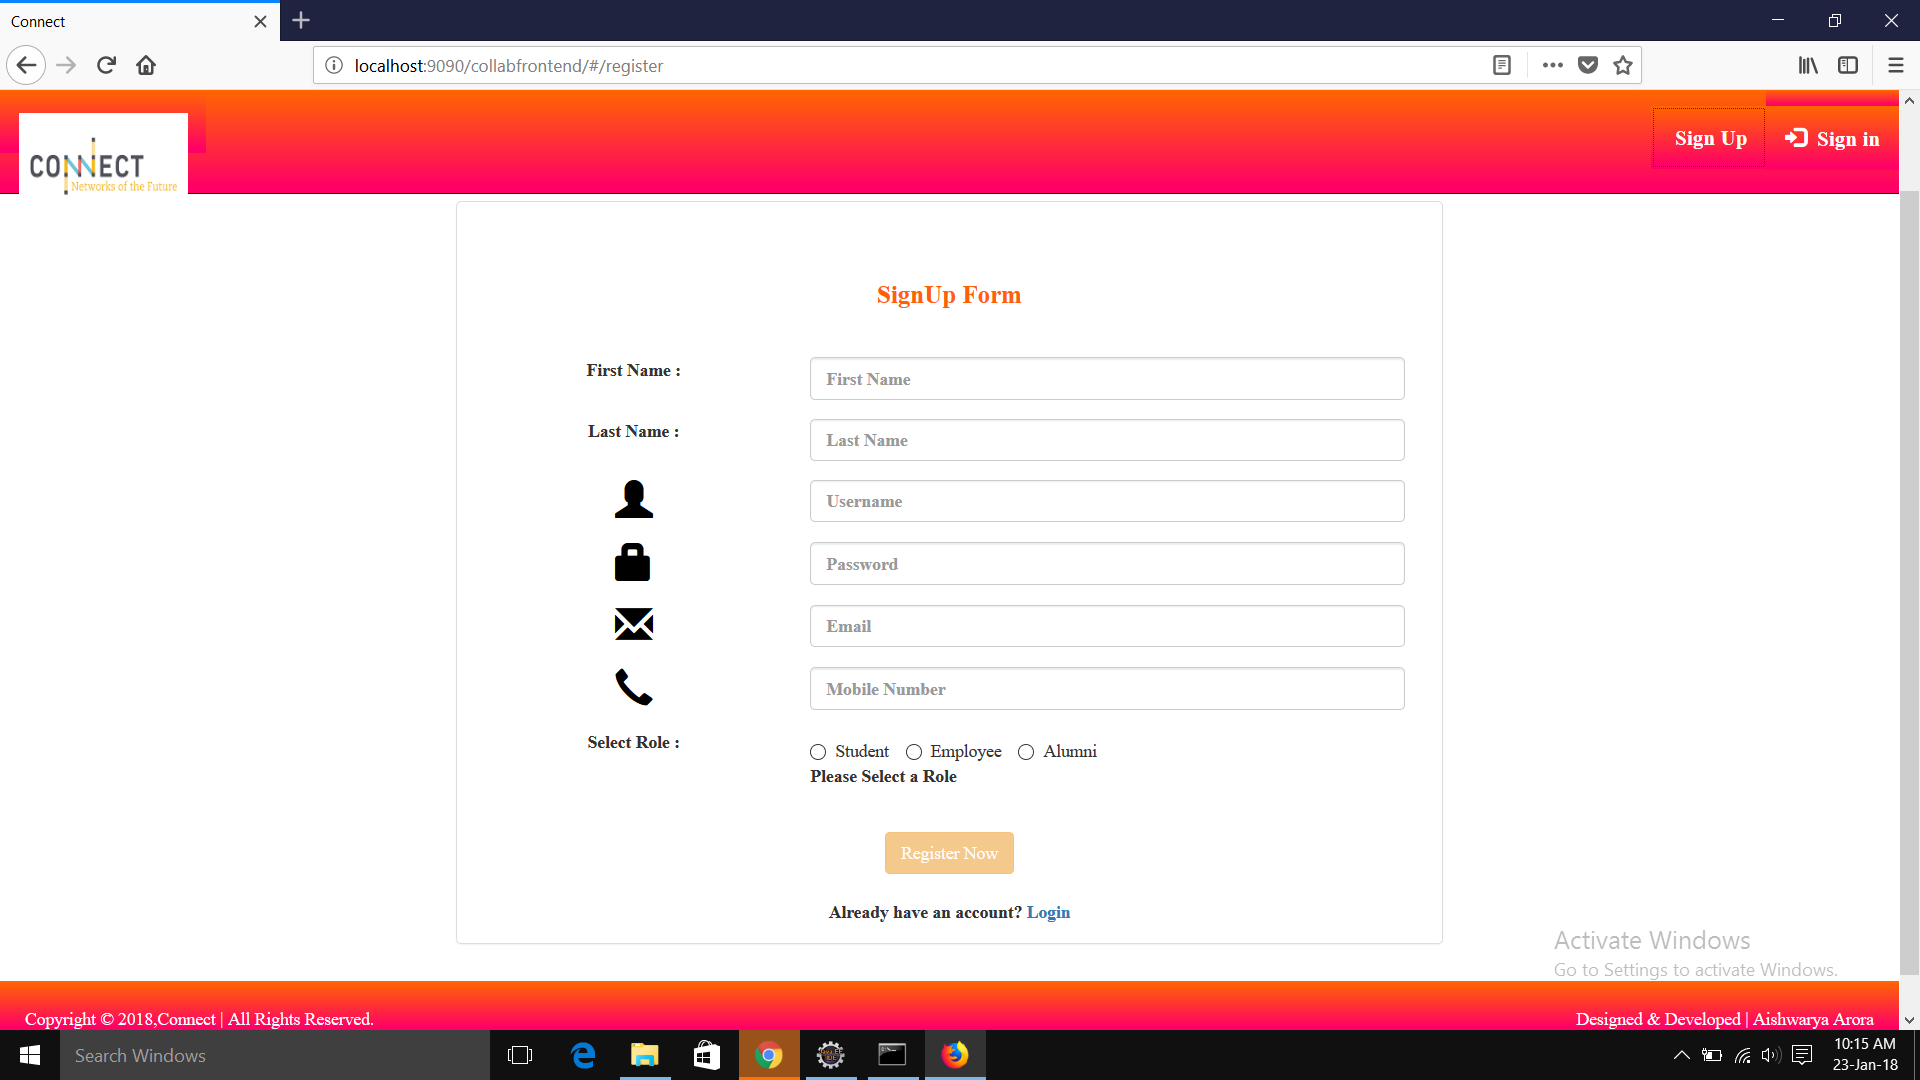 Connect
localhost:9090/collabfrontend/#/register
CONNECT
Networks of the Future
Sign Up
Sign in
SignUp Form
First Name :
First Name
Last Name :
Last Name
Username
Password
Email
Mobile Number
Select Role :
Student Employee Alumni
Please Select a Role
Register Now
Already have an account? Login
Activate Windows
Go to Settings to activate Windows.
Copyright © 2018,Connect | All Rights Reserved.
Designed & Developed | Aishwarya Arora
Search Windows
10:15 AM
23-Jan-18